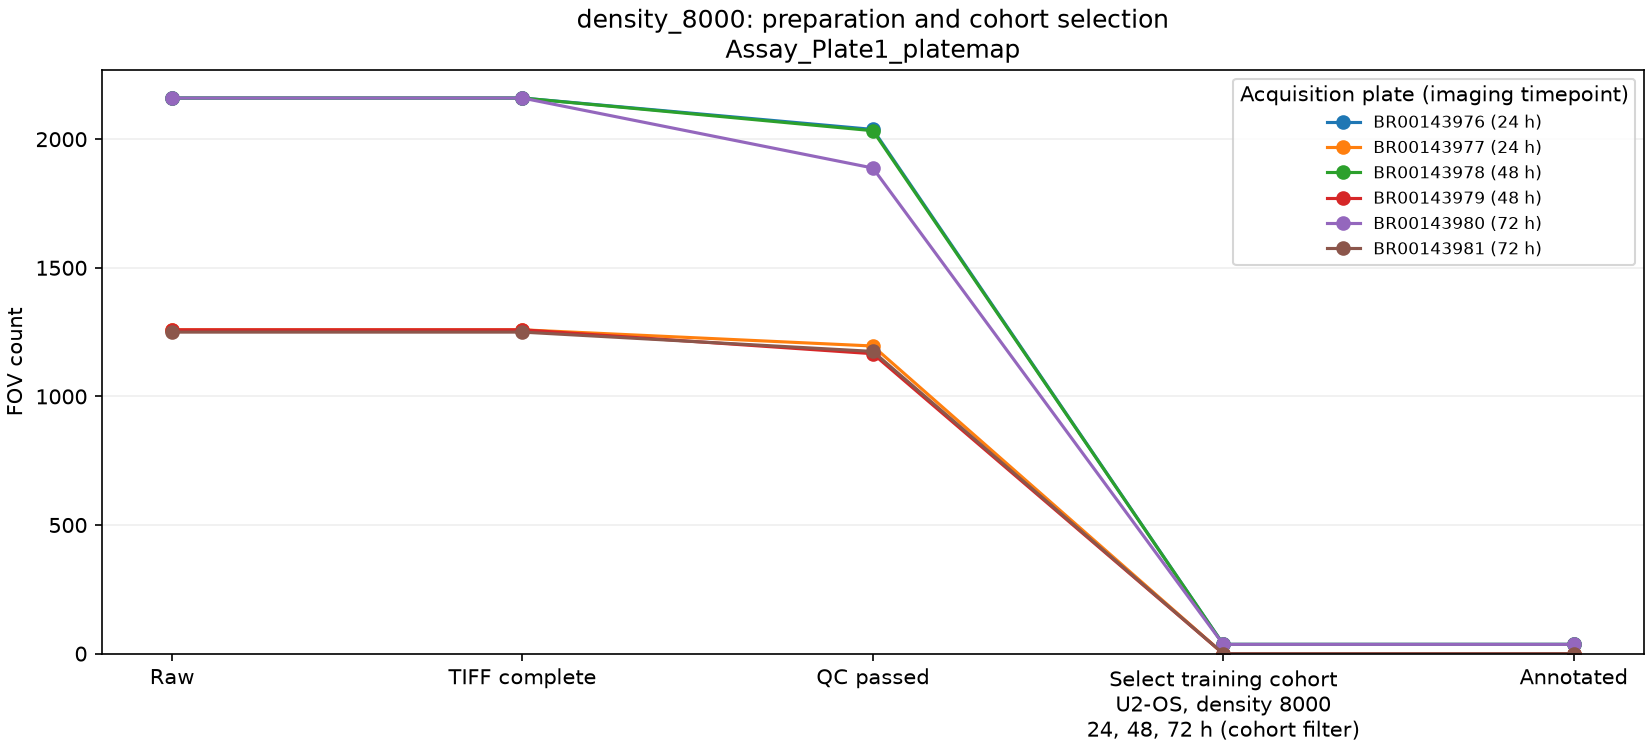 density_8000: preparation and cohort selection
Assay_Plate1_platemap
Acquisition plate (imaging timepoint)
BR00143976 (24 h)
BR00143977 (24 h)
BR00143978 (48 h)
BR00143979 (48 h)
BR00143980 (72 h)
BR00143981 (72 h)
FOV count
2000
1500
1000
500
0
Raw
TIFF complete
QC passed
Select training cohort
U2-OS, density 8000
24, 48, 72 h (cohort filter)
Annotated